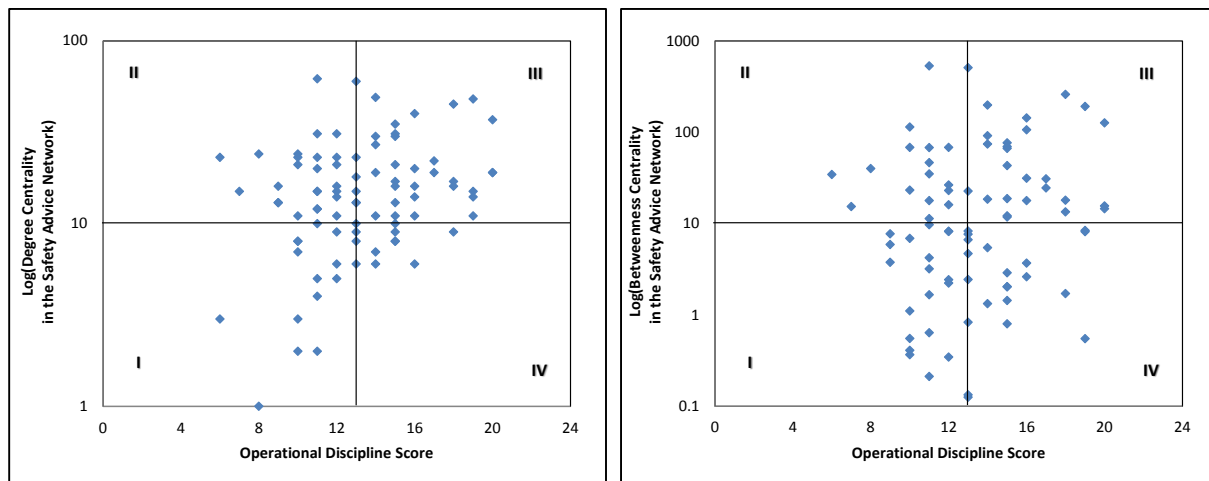 100
II
III
10
I
IV
1
0 4 8 12 16 20 24
Operational Discipline Score
Log(Degree Centrality
in the Safety Advice Network)
1000
II
III
100
10
1
I
IV
0.1
0 4 8 12 16 20 24
Operational Discipline Score
Log(Betweenness Centrality
in the Safety Advice Network)